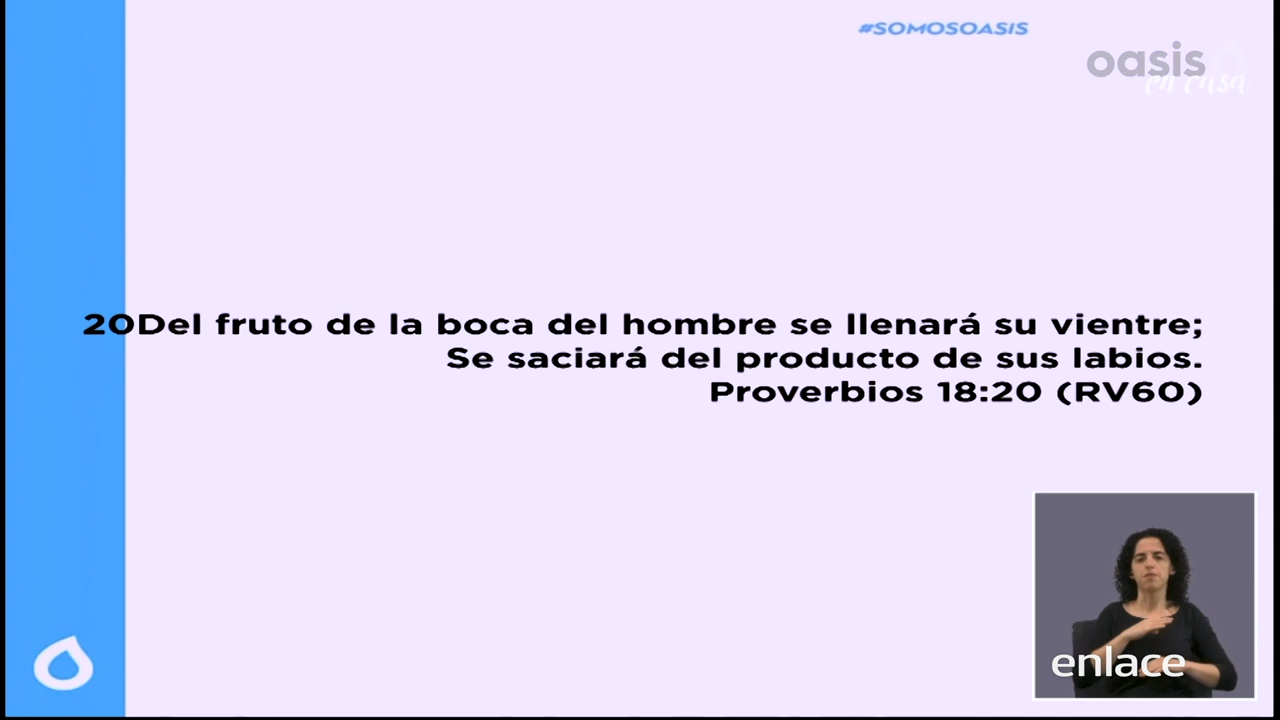 #SOMOSOASIS
oasis
en casa
20Del fruto de la boca del hombre se llenará su vientre;
Se saciará del producto de sus labios.
Proverbios 18:20 (RV60)
enlace